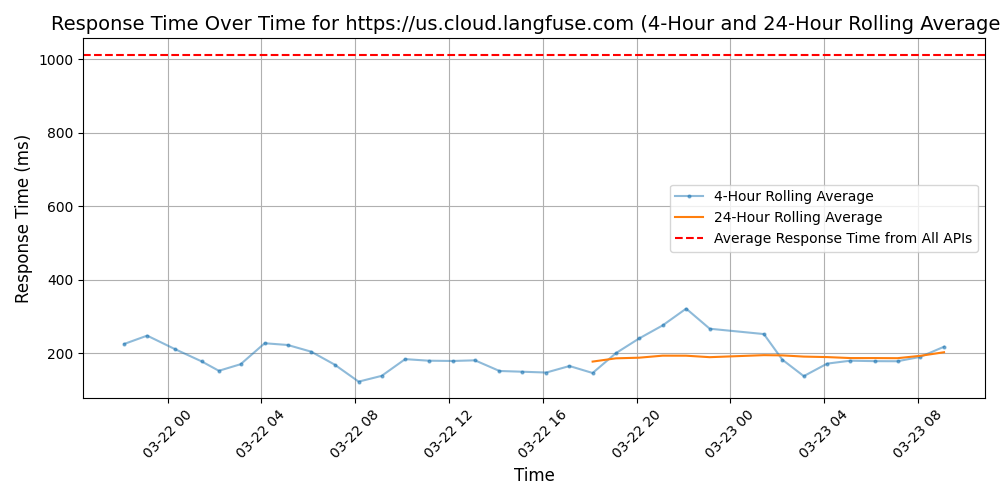 Response Time Over Time for https://us.cloud.langfuse.com (4-Hour and 24-Hour Rolling Average
Response Time (ms)
1000
800
600
400
200
4-Hour Rolling Average
24-Hour Rolling Average
Average Response Time from All APIs
03-22 00
03-22 04
03-22 08
03-22 12
03-22 16
03-22 20
03-23 00
03-23 04
03-23 08
Time